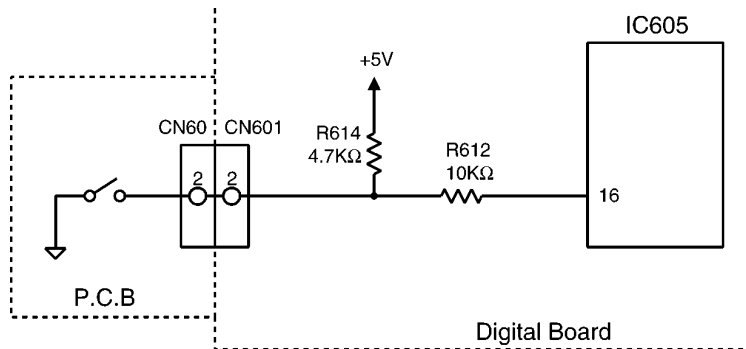 IC605
+5V
CN60 CN601
R614
4.7KΩ
R612
10KΩ
2 2
16
P.C.B
Digital Board